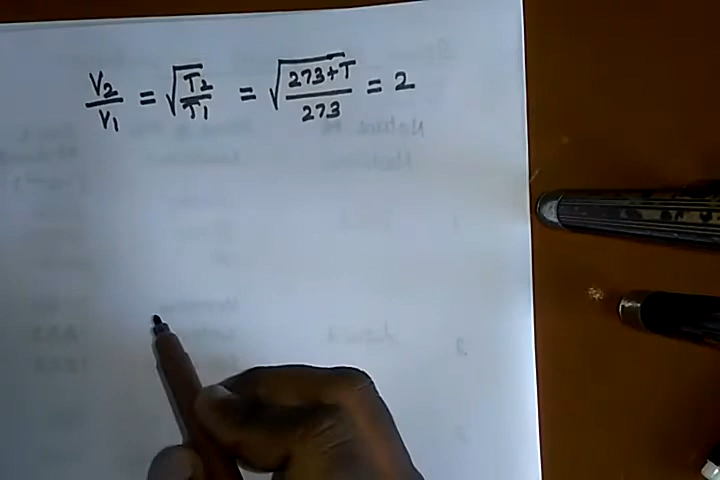 V2/V1 = √T2/T1 = √273+T/273 = 2